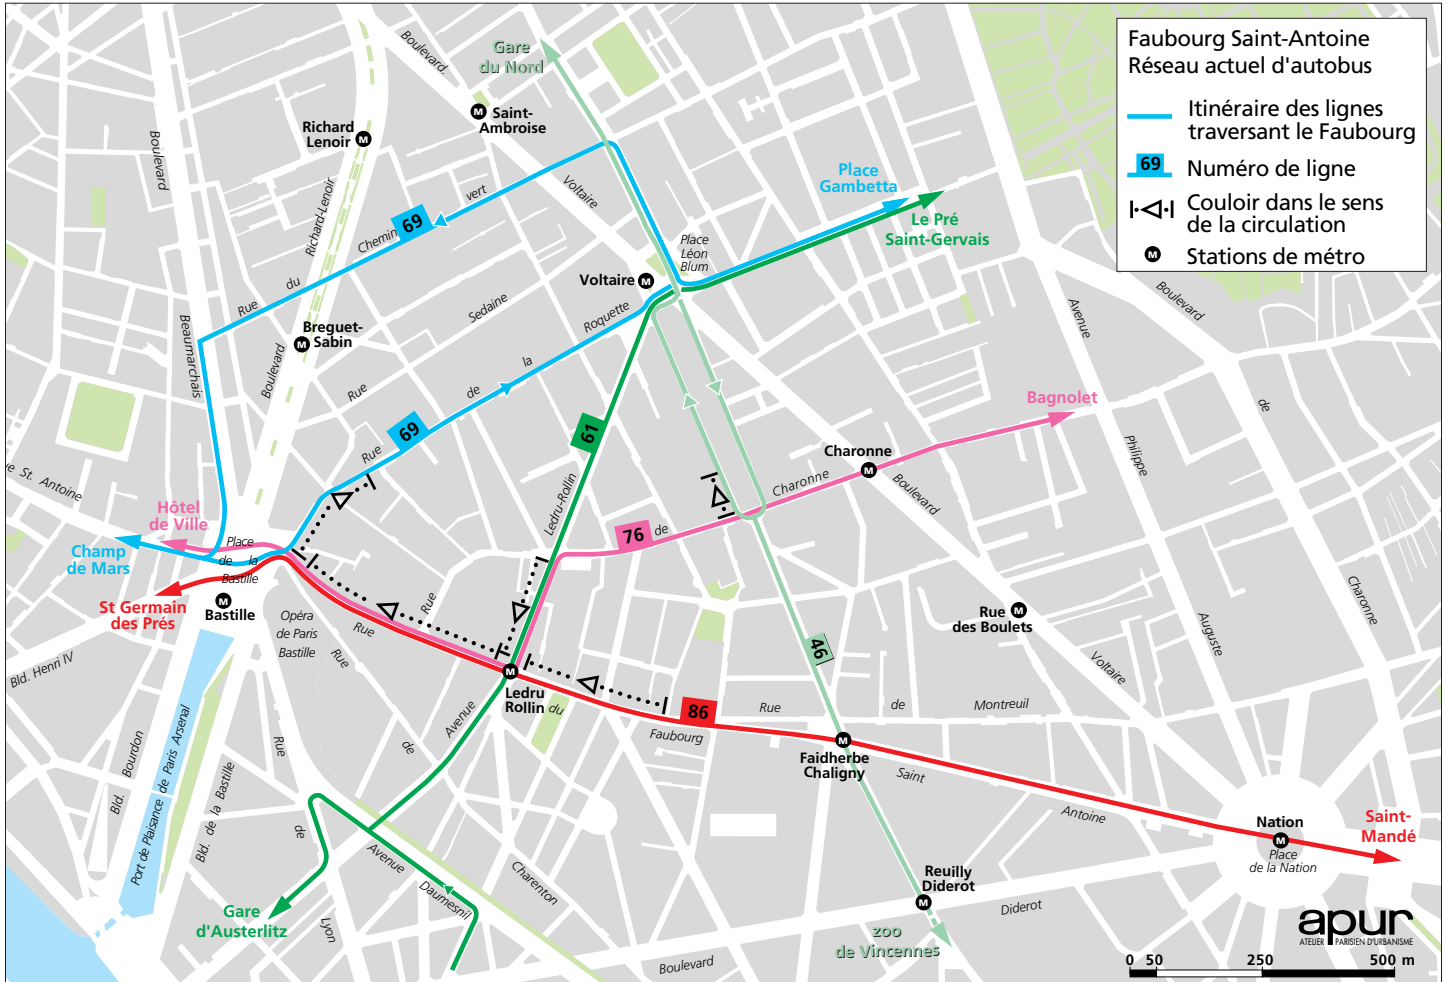 Faubourg Saint-Antoine
Réseau actuel d'autobus
Itinéraire des lignes
traversant le Faubourg
69
Numéro de ligne
Couloir dans le sens
de la circulation
M
Stations de métro
Boulevard.
Gare
du Nord
M
Saint-
Ambroise
Richard
Lenoir
M
Boulevard
Richard-Lenoir
Chemin
vert
69
Voltaire
Place
Gambetta
Le Pré
Saint-Gervais
Place
Léon
Blum
Voltaire
M
Rue
du
Sedaine
Roquette
Avenue
Boulevard
Beaumarchais
Breguet-
Sabin
M
Boulevard
Rue
de
la
69
Rue
61
Bagnolet
de
Philippe
Charonne
M
Charonne
Boulevard
ue St. Antoine
Ledru-Rollin
Hôtel
de Ville
Place
de la
Bastille
76
de
Champ
de Mars
St Germain
des Prés
M
Bastille
Opéra
de Paris
Bastille
Rue
Rue
Rue
Charonne
Rue
des Boulets
M
Auguste
46
Voltaire
Bld. Henri IV
M
Ledru
Rollin
du
86
Faubourg
Rue
de
Montreuil
Avenue
Rue
de
M
Faidherbe
Chaligny
Saint
Antoine
Bld. Bourdon
Port de Plaisance de Paris Arsenal
Bld. de la Bastille
de
Nation
M
Place
de la Nation
Saint-
Mandé
Avenue
Daumesnil
Charenton
Reuilly
Diderot
M
Diderot
Gare
d'Austerlitz
Lyon
zoo
de Vincennes
Boulevard
apur
ATELIER PARISIEN D'URBANISME
0 50 250 500 m